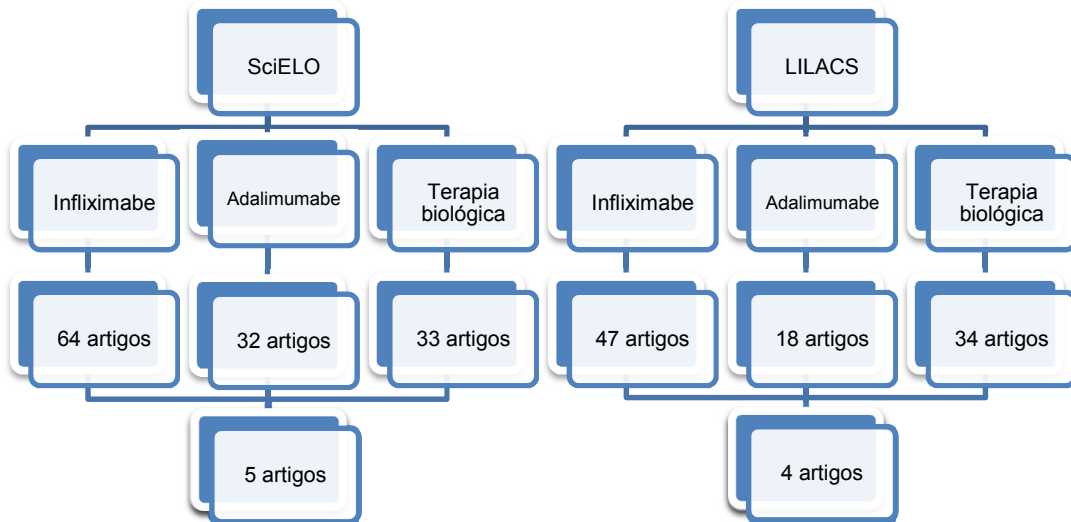 SciELO
LILACS
Infliximabe
Adalimumabe
Terapia
biológica
Infliximabe
Adalimumabe
Terapia
biológica
64 artigos
32 artigos
33 artigos
47 artigos
18 artigos
34 artigos
5 artigos
4 artigos